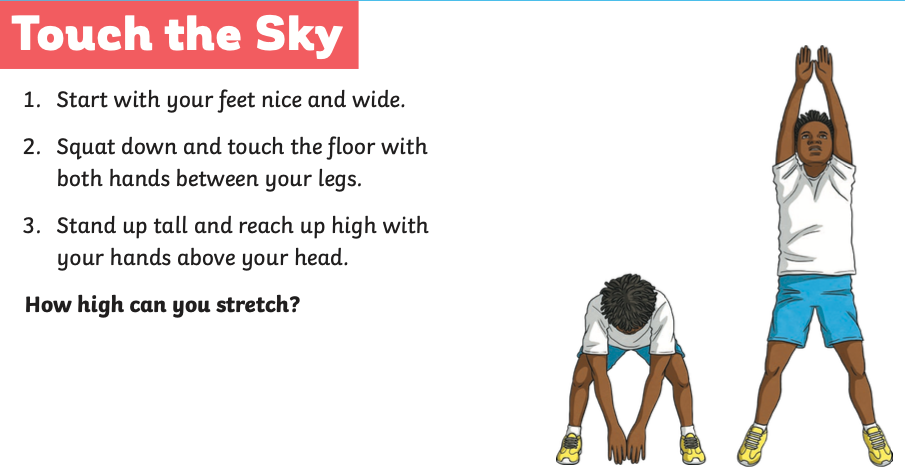 Touch the Sky
1. Start with your feet nice and wide.
2. Squat down and touch the floor with
both hands between your legs.
3. Stand up tall and reach up high with
your hands above your head.
How high can you stretch?